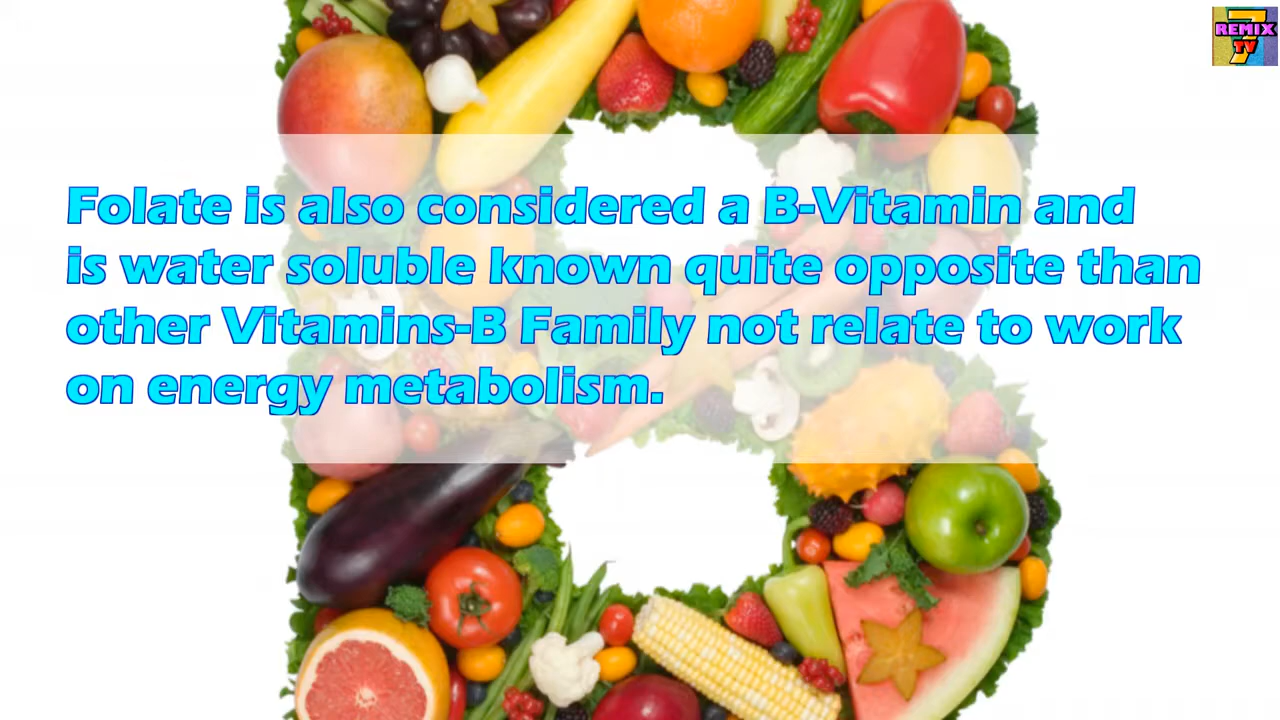 7
REMIX
TV
Folate is also considered a B-Vitamin and
is water soluble known quite opposite than
other Vitamins-B Family not relate to work
on energy metabolism.